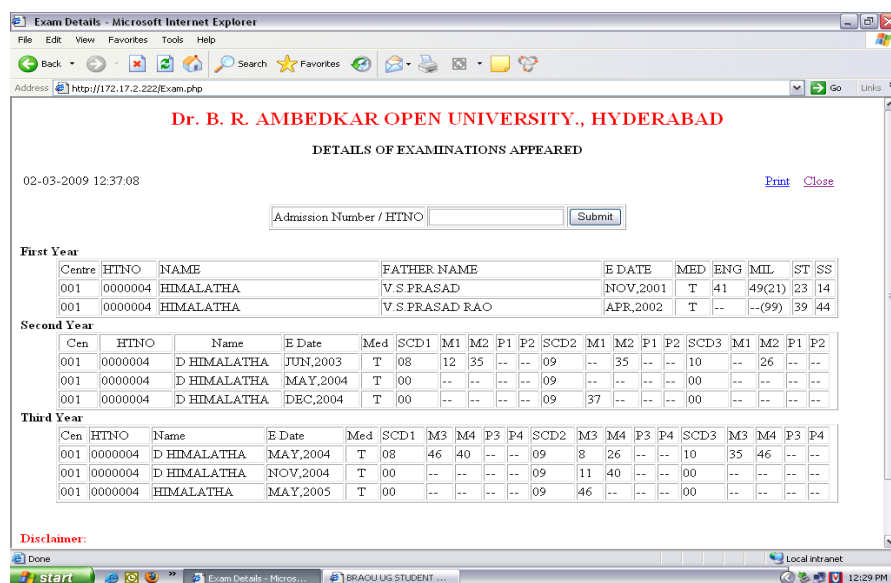 Exam Details - Microsoft Internet Explorer
File Edit View Favorites Tools Help
Back Search Favorites
Address http://172.17.2.222/Exam.php Go Links
Dr. B. R. AMBEDKAR OPEN UNIVERSITY., HYDERABAD
DETAILS OF EXAMINATIONS APPEARED
02-03-2009 12:37:08 Print Close
Admission Number / HTNO Submit
First Year
Centre HTNO NAME FATHER NAME E DATE MED ENG MIL ST SS
001 0000004 HIMALATHA V.S.PRASAD NOV,2001 T 41 49(21) 23 14
001 0000004 HIMALATHA V.S.PRASAD RAO APR,2002 T -- --(99) 39 44
Second Year
Cen HTNO Name E Date Med SCD1 M1 M2 P1 P2 SCD2 M1 M2 P1 P2 SCD3 M1 M2 P1 P2
001 0000004 D HIMALATHA JUN,2003 T 08 12 35 -- -- 09 -- 35 -- -- 10 -- 26 -- --
001 0000004 D HIMALATHA MAY,2004 T 00 -- -- -- -- 09 -- -- -- -- 00 -- -- -- --
001 0000004 D HIMALATHA DEC,2004 T 00 -- -- -- -- 09 37 -- -- -- 00 -- -- -- --
Third Year
Cen HTNO Name E Date Med SCD1 M3 M4 P3 P4 SCD2 M3 M4 P3 P4 SCD3 M3 M4 P3 P4
001 0000004 D HIMALATHA MAY,2004 T 08 46 40 -- -- 09 8 26 -- -- 10 35 46 -- --
001 0000004 D HIMALATHA NOV,2004 T 00 -- -- -- -- 09 11 40 -- -- 00 -- -- -- --
001 0000004 HIMALATHA MAY,2005 T 00 -- -- -- -- 09 46 -- -- -- 00 -- -- -- --
Disclaimer:
Done Local intranet
start Exam Details - Micros... BRAOU UG STUDENT ... 12:29 PM